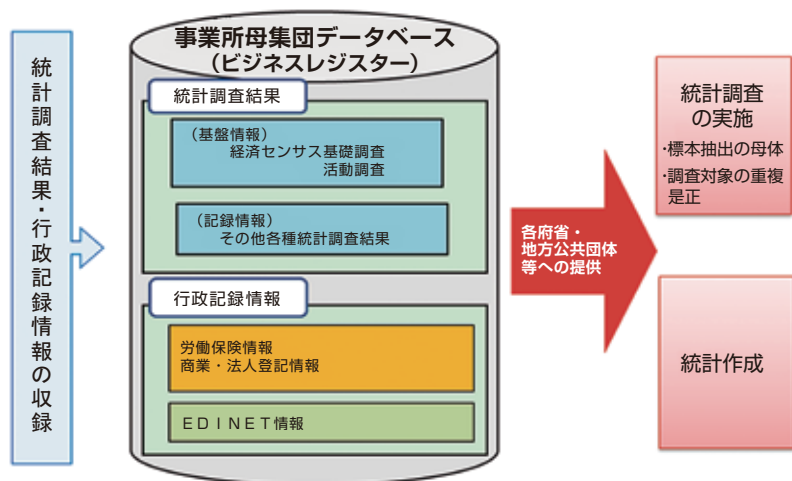 統計調査結果・行政記録情報の収録
事業所母集団データベース
（ビジネスレジスター）
統計調査結果
（基盤情報）
経済センサス基礎調査
活動調査
（記録情報）
その他各種統計調査結果
行政記録情報
労働保険情報
商業・法人登記情報
ＥＤＩＮＥＴ情報
各府省・
地方公共団体
等への提供
統計調査
の実施
・標本抽出の母体
・調査対象の重複
是正
統計作成